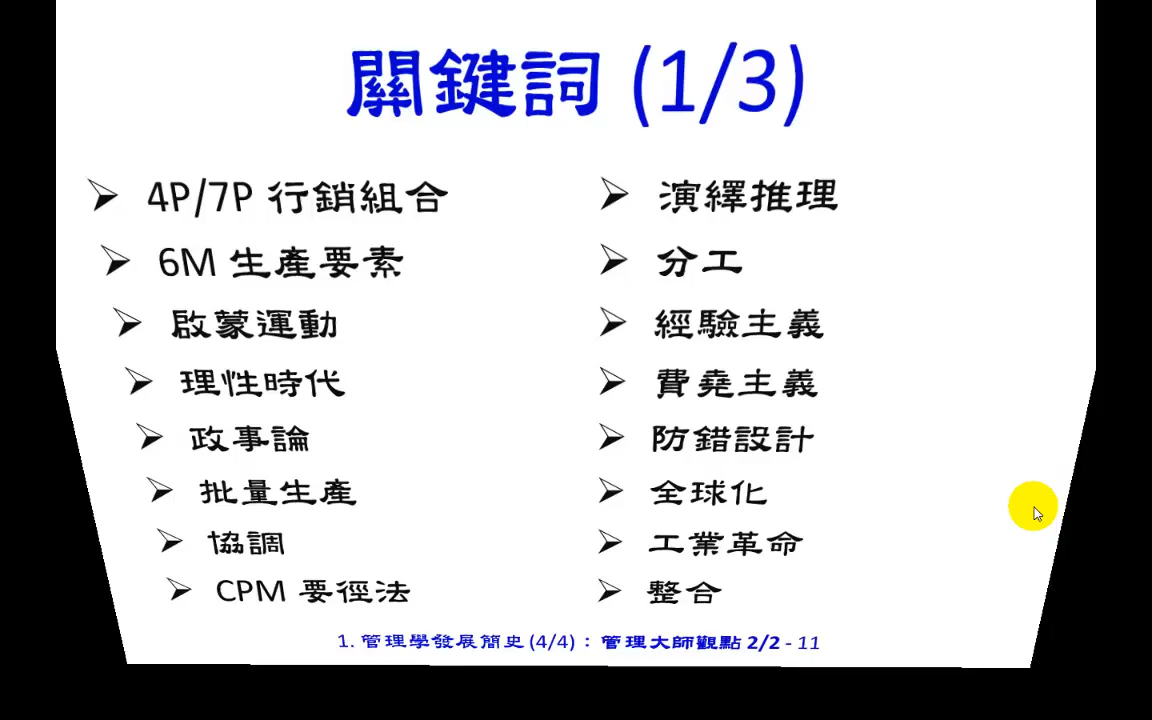 關鍵詞 (1/3)
4P/7P 行銷組合
6M 生產要素
啟蒙運動
理性時代
政事論
批量生產
協調
CPM 要徑法
演繹推理
分工
經驗主義
費堯主義
防錯設計
全球化
工業革命
整合
1. 管理學發展簡史 (4/4)：管理大師觀點 2/2 - 11